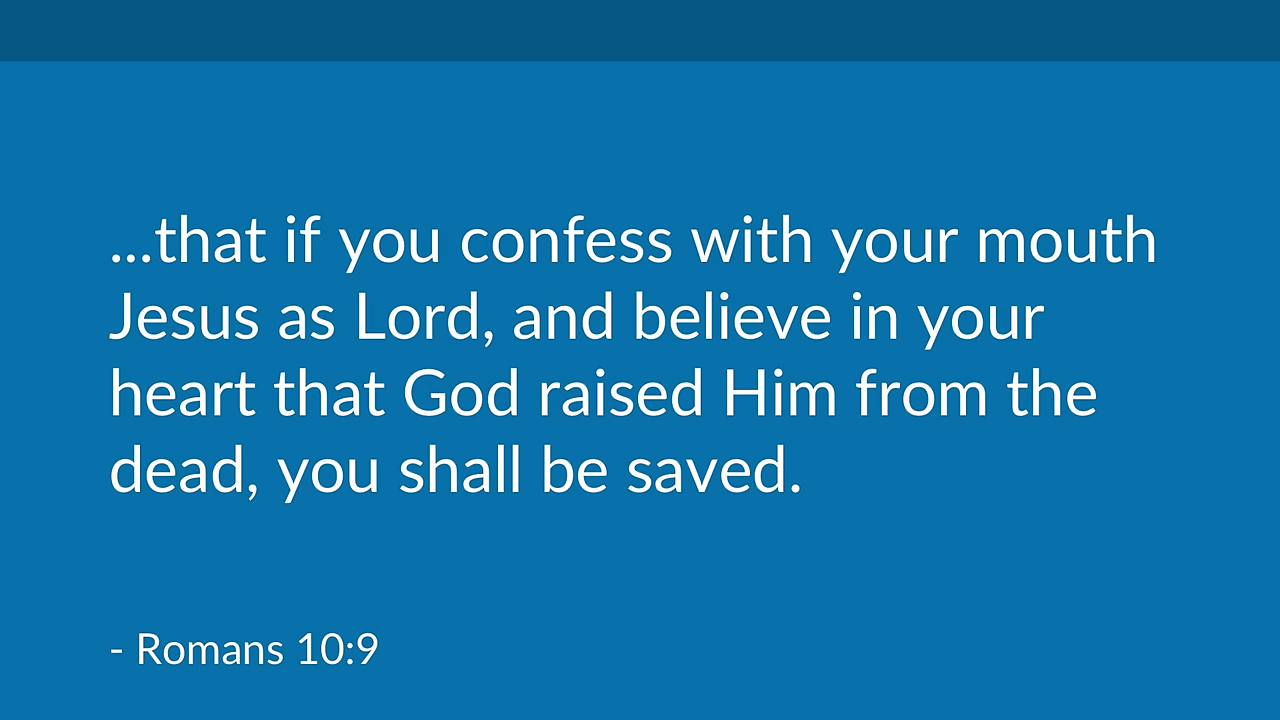 ...that if you confess with your mouth
Jesus as Lord, and believe in your
heart that God raised Him from the
dead, you shall be saved.
- Romans 10:9